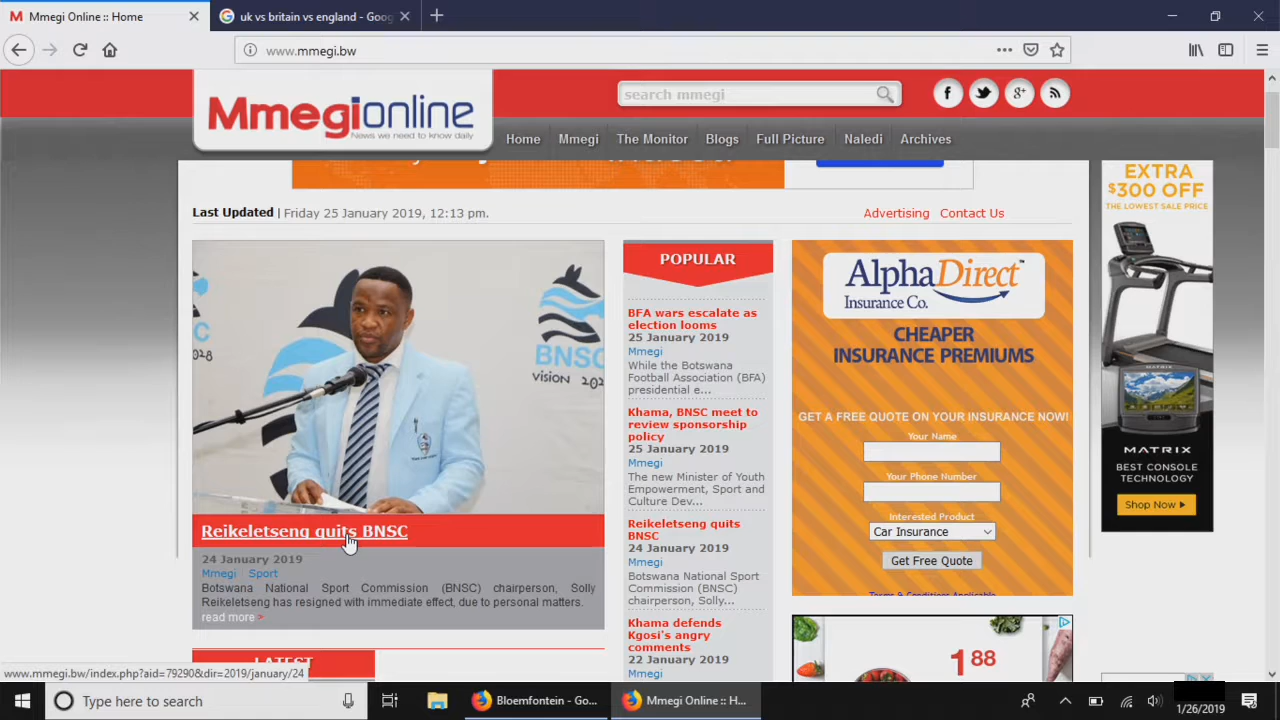 Mmegi Online :: Home
uk vs britain vs england - Goog
www.mmegi.bw
Mmegionline
News we need to know daily
search mmegi
Home Mmegi The Monitor Blogs Full Picture Naledi Archives
Last Updated | Friday 25 January 2019, 12:13 pm.
Advertising Contact Us
BNSC
vision 202
2028
Reikeletseng quits BNSC
24 January 2019
Mmegi Sport
Botswana National Sport Commission (BNSC) chairperson, Solly
Reikeletseng has resigned with immediate effect, due to personal matters.
read more >
LATEST
POPULAR
BFA wars escalate as
election looms
25 January 2019
Mmegi
While the Botswana
Football Association (BFA)
presidential e...
Khama, BNSC meet to
review sponsorship
policy
25 January 2019
Mmegi
The new Minister of Youth
Empowerment, Sport and
Culture Dev...
Reikeletseng quits
BNSC
24 January 2019
Mmegi
Botswana National Sport
Commission (BNSC)
chairperson, Solly...
Khama defends
Kgosi's angry
comments
22 January 2019
Mmegi
AlphaDirect™
Insurance Co.
CHEAPER
INSURANCE PREMIUMS
GET A FREE QUOTE ON YOUR INSURANCE NOW!
Your Name
Your Phone Number
Interested Product
Car Insurance
Get Free Quote
Terms & Conditions Applicable
188
EXTRA
$300 OFF
THE LOWEST SALE PRICE
MATRIX
BEST CONSOLE
TECHNOLOGY
Shop Now
www.mmegi.bw/index.php?aid=79290&dir=2019/january/24
Type here to search
Bloemfontein - Go...
Mmegi Online :: H...
1/26/2019